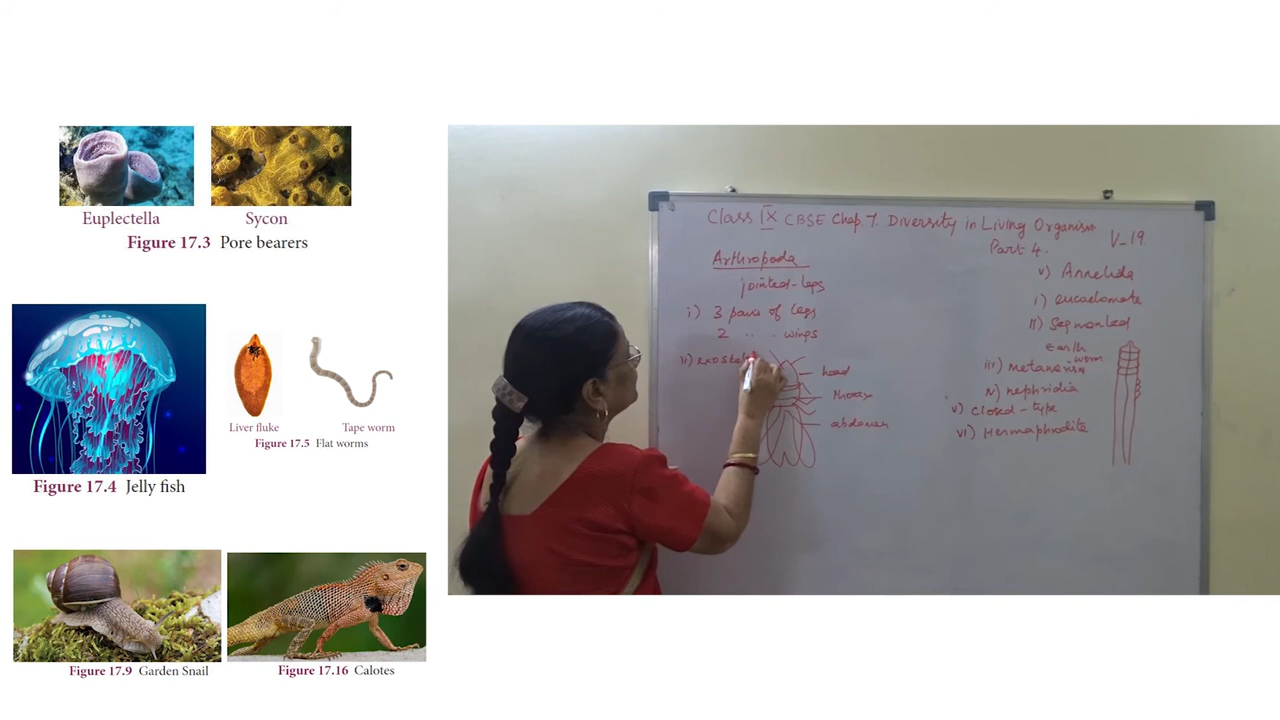 Euplectella
Sycon
Figure 17.3 Pore bearers
Liver fluke
Tape worm
Figure 17.5 Flat worms
Figure 17.4 Jelly fish
Figure 17.9 Garden Snail
Figure 17.16 Calotes
Class IX CBSE Chap 7. Diversity in Living Organism
Part 4.
V-19
Arthropoda
jointed-legs
i) 3 pairs of legs
2 " " wings
ii) exoskel
head
thorax
abdomen
v) Annelida
i) eucoelomate
ii) segmented
Earth
worm
iii) metamerism
iv) nephridia
v) closed-type
vi) Hermaphrodite